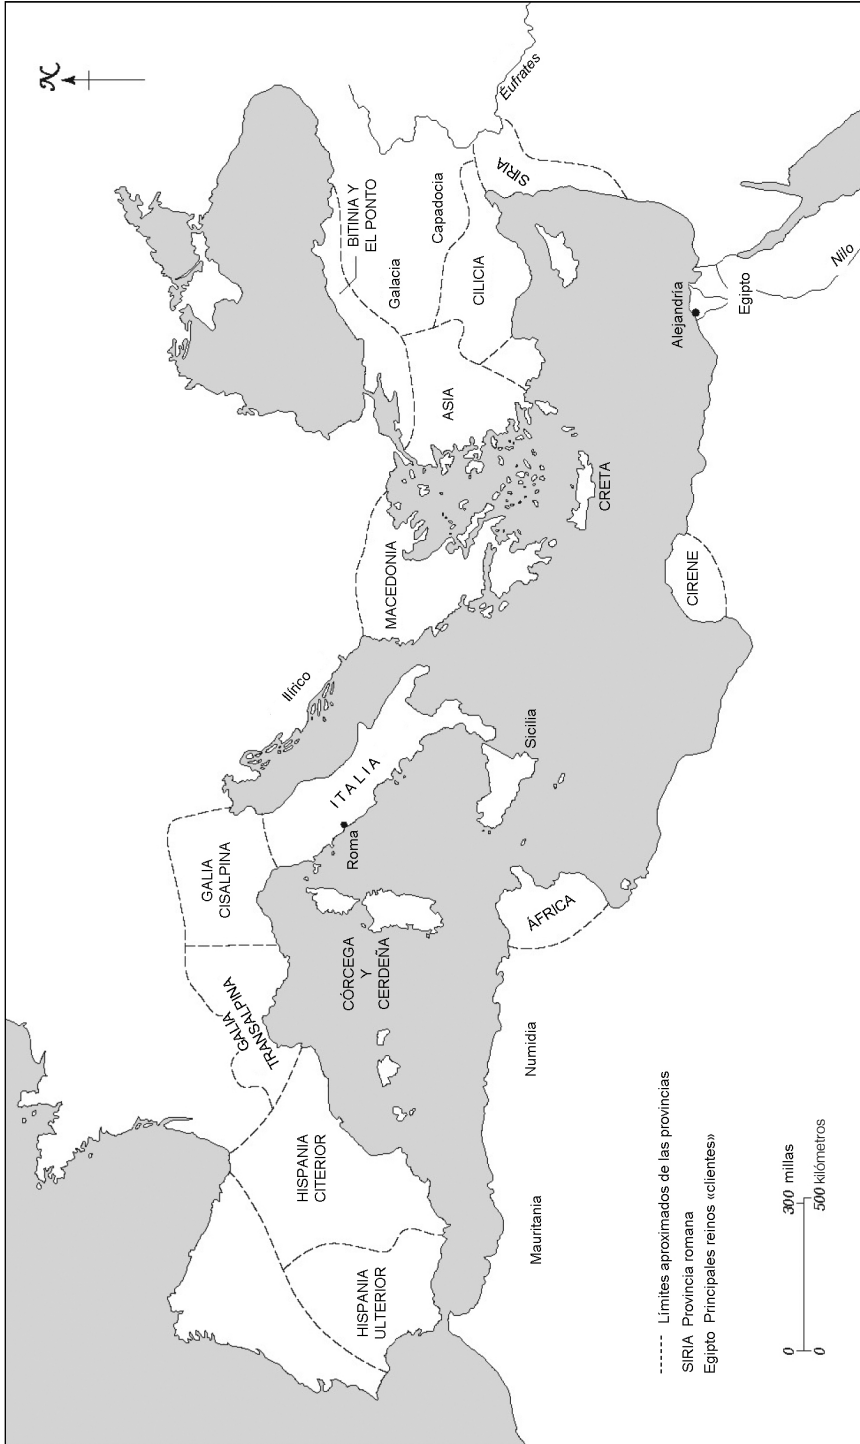 N
Éufrates
SIRIA
BITINIA Y
EL PONTO
Capadocia
Galacia
CILICIA
ASIA
Alejandría
Egipto
Nilo
CRETA
MACEDONIA
CIRENE
Ilírico
ITALIA
Roma
Sicilia
GALIA
CISALPINA
CÓRCEGA
Y
CERDEÑA
ÁFRICA
GALIA
TRANSALPINA
Numidia
HISPANIA
CITERIOR
HISPANIA
ULTERIOR
Mauritania
------ Límites aproximados de las provincias
SIRIA Provincia romana
Egipto Principales reinos «clientes»
0 300 millas
0 500 kilómetros